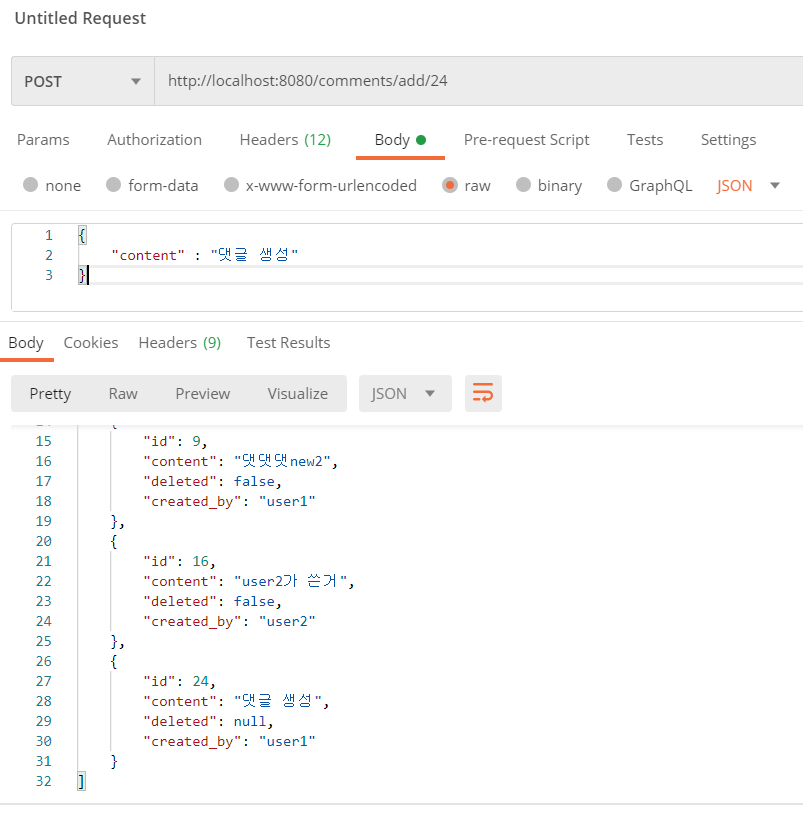 Untitled Request
POST http://localhost:8080/comments/add/24
Params Authorization Headers (12) Body Pre-request Script Tests Settings
none form-data x-www-form-urlencoded raw binary GraphQL JSON
1 {
2 "content" : "댓글 생성"
3 }
Body Cookies Headers (9) Test Results
Pretty Raw Preview Visualize JSON
15 "id": 9,
16 "content": "댓댓댓new2",
17 "deleted": false,
18 "created_by": "user1"
19 },
20 {
21 "id": 16,
22 "content": "user2가 쓴거",
23 "deleted": false,
24 "created_by": "user2"
25 },
26 {
27 "id": 24,
28 "content": "댓글 생성",
29 "deleted": null,
30 "created_by": "user1"
31 }
32 ]